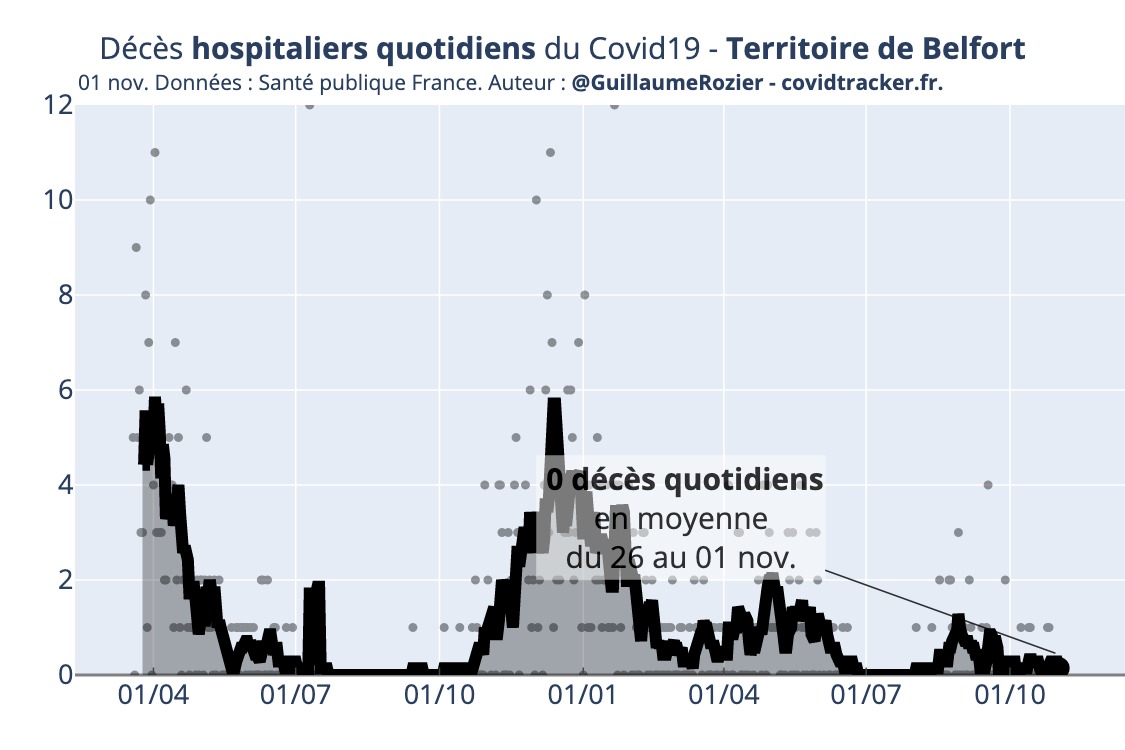 Décès hospitaliers quotidiens du Covid19 - Territoire de Belfort
01 nov. Données : Santé publique France. Auteur : @GuillaumeRozier - covidtracker.fr.
12
10
8
6
4
2
0
0 décès quotidiens
en moyenne
du 26 au 01 nov.
01/04 01/07 01/10 01/01 01/04 01/07 01/10